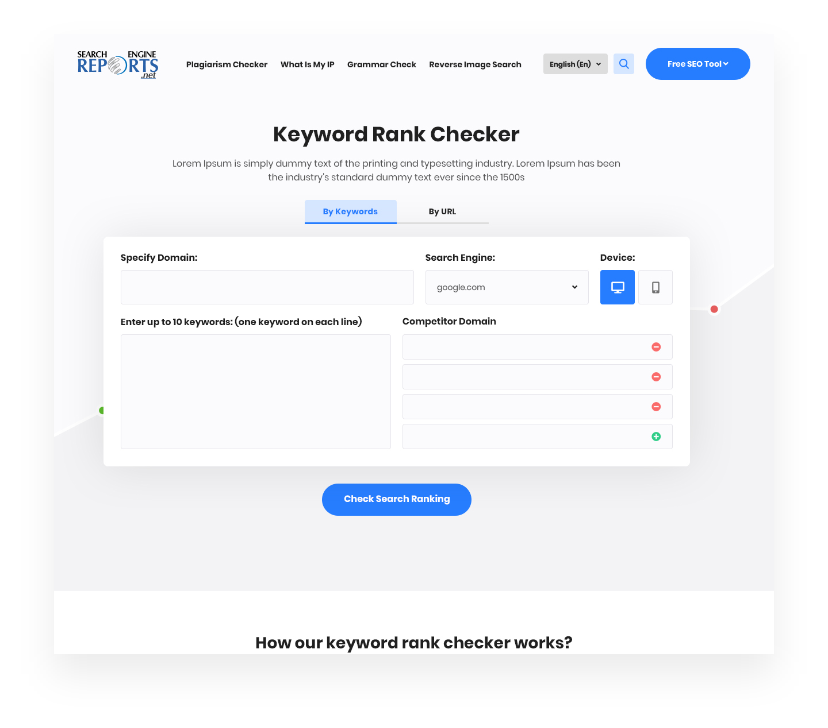 SEARCH ENGINE
REPORTS
.net
Plagiarism Checker What Is My IP Grammar Check Reverse Image Search English (En) Free SEO Tool
Keyword Rank Checker
Lorem Ipsum is simply dummy text of the printing and typesetting industry. Lorem Ipsum has been
the industry's standard dummy text ever since the 1500s
By Keywords By URL
Specify Domain: Search Engine: Device:
google.com
Enter up to 10 keywords: (one keyword on each line) Competitor Domain
Check Search Ranking
How our keyword rank checker works?